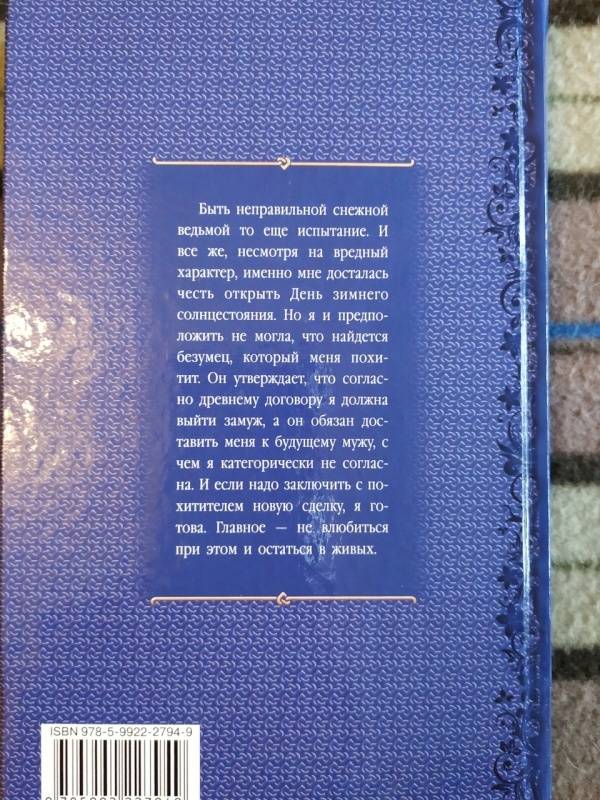 Быть неправильной снежной
ведьмой то еще испытание. И
все же, несмотря на вредный
характер, именно мне досталась
честь открыть День зимнего
солнцестояния. Но я и предпо-
ложить не могла, что найдется
безумец, который меня похи-
тит. Он утверждает, что соглас-
но древнему договору я должна
выйти замуж, а он обязан дос-
тавить меня к будущему мужу, с
чем я категорически не соглас-
на. И если надо заключить с по-
хитителем новую сделку, я го-
това. Главное — не влюбиться
при этом и остаться в живых.
ISBN 978-5-9922-2794-9